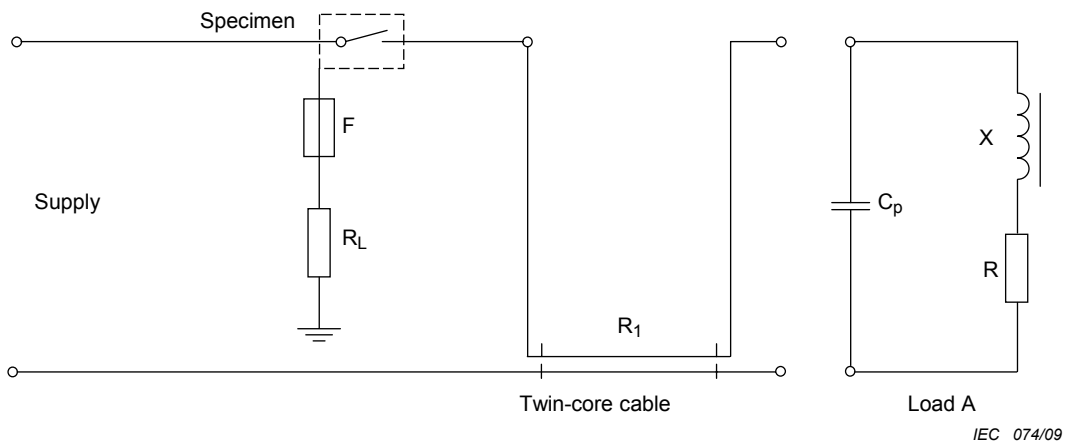 Specimen
F
Supply
R_L
R_1
Twin-core cable
C_p
X
R
Load A
IEC 074/09